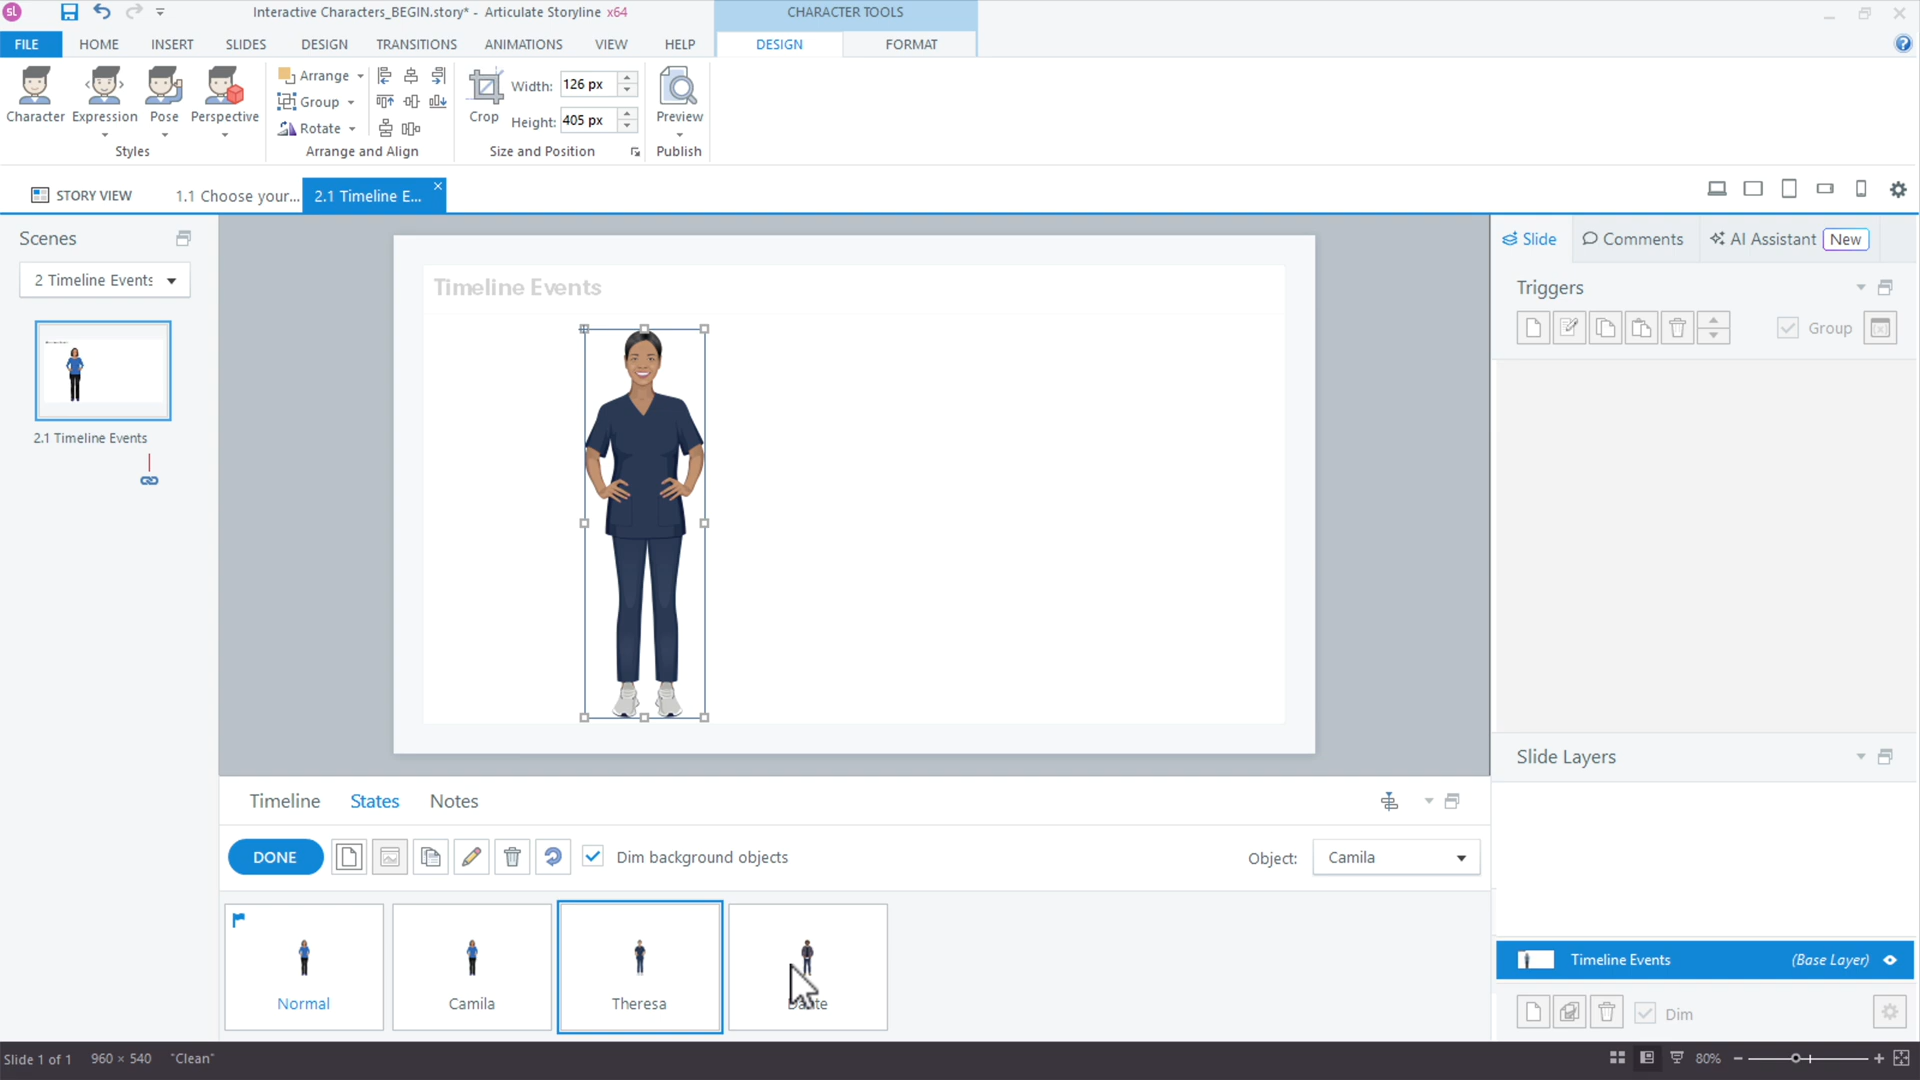 sl
Interactive Characters_BEGIN.story* - Articulate Storyline x64
CHARACTER TOOLS
FILE HOME INSERT SLIDES DESIGN TRANSITIONS ANIMATIONS VIEW HELP DESIGN FORMAT
?
Character Expression Pose Perspective
Styles
Arrange
Group
Rotate
Arrange and Align
Crop
Width: 126 px
Height: 405 px
Size and Position
Preview
Publish
STORY VIEW
1.1 Choose your...
2.1 Timeline E...
Scenes
2 Timeline Events
2.1 Timeline Events
Timeline Events
Slide
Comments
AI Assistant New
Triggers
Group
Slide Layers
Timeline Events (Base Layer)
Dim
Timeline States Notes
DONE
Dim background objects
Object: Camila
Normal
Camila
Theresa
Dante
Slide 1 of 1 960 × 540 "Clean"
80%